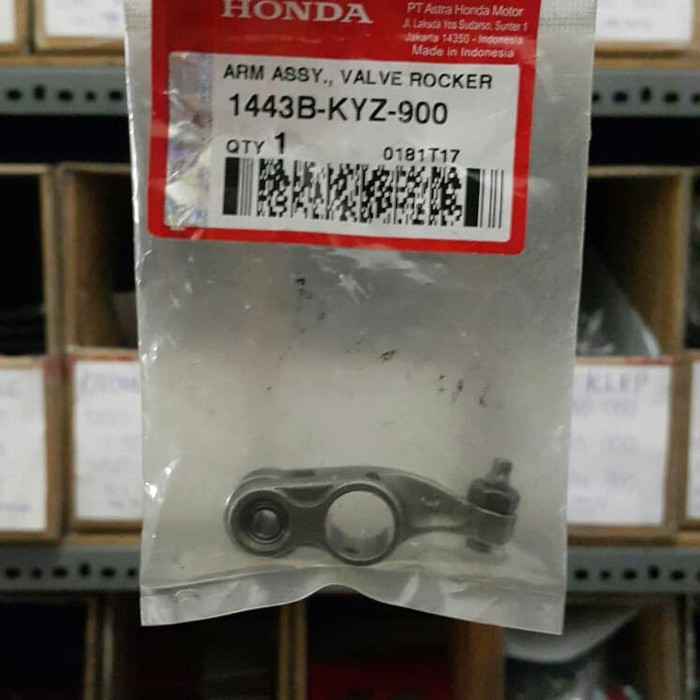 HONDA
PT Astra Honda Motor
Jl. Laksda Yos Sudarso, Sunter 1
Jakarta 14350 - Indonesia
Made in Indonesia
ARM ASSY., VALVE ROCKER
1443B-KYZ-900
QTY 1
0181T17
KLEP